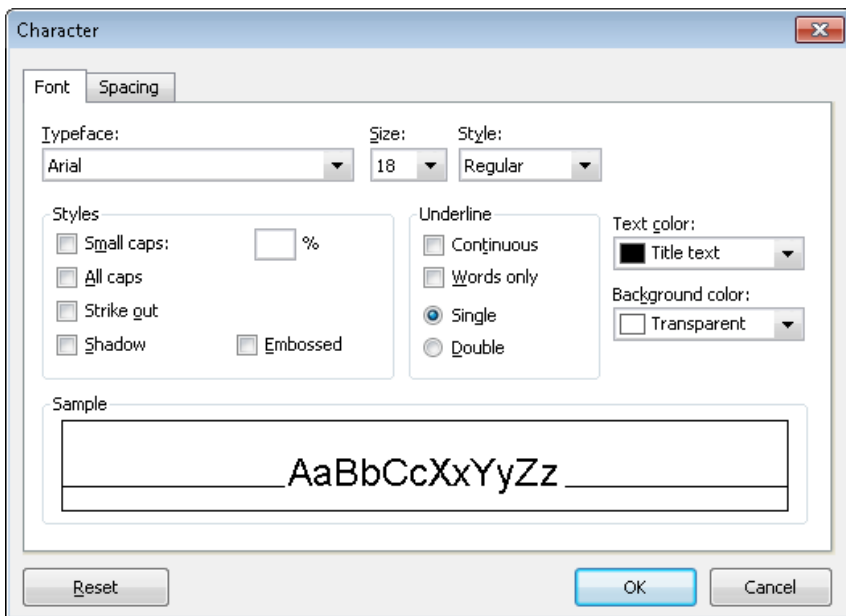 Character
Font Spacing
Typeface: Size: Style:
Arial 18 Regular
Styles Underline
Small caps: % Continuous Text color:
All caps Words only Title text
Strike out Single Background color:
Shadow Embossed Double Transparent
Sample
AaBbCcXxYyZz
Reset OK Cancel